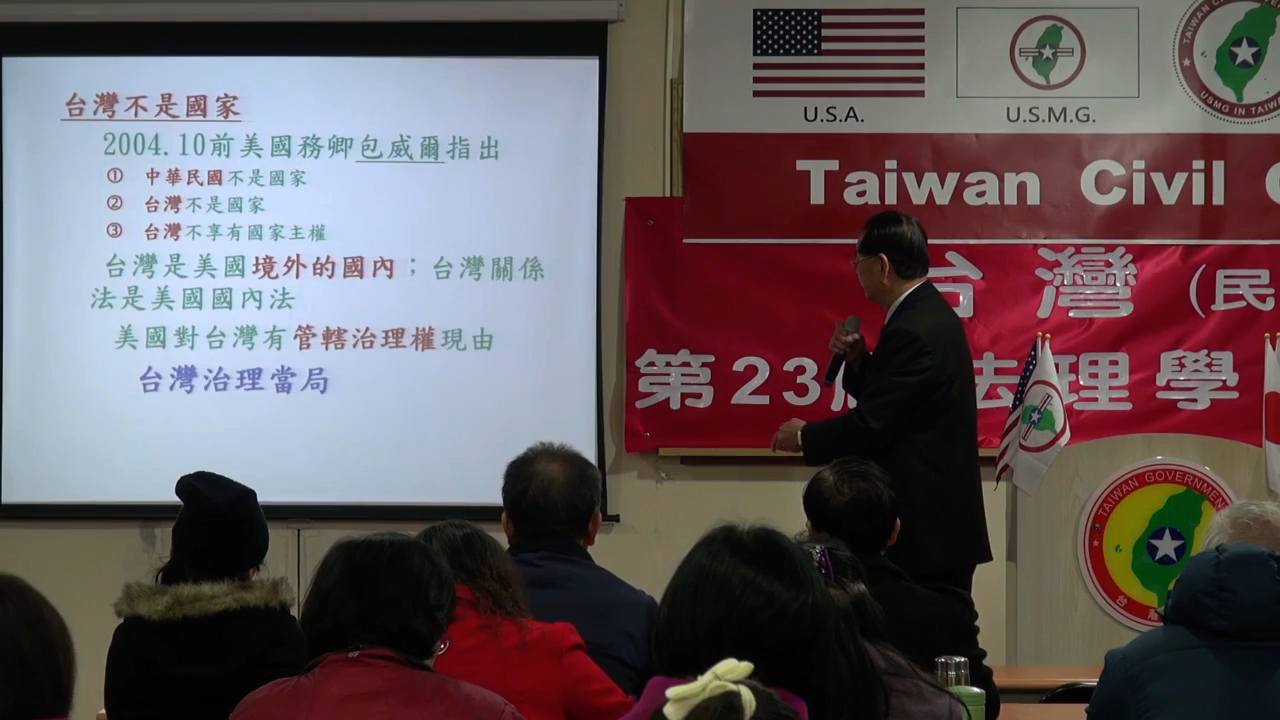 台灣不是國家
2004.10前美國務卿包威爾指出
① 中華民國不是國家
② 台灣不是國家
③ 台灣不享有國家主權
台灣是美國境外的國內；台灣關係
法是美國國內法
美國對台灣有管轄治理權現由
台灣治理當局
U.S.A.
U.S.M.G.
USMG IN TAIWAN
Taiwan Civil
台灣（民
第23 法理學
TAIWAN GOVERNMENT
台